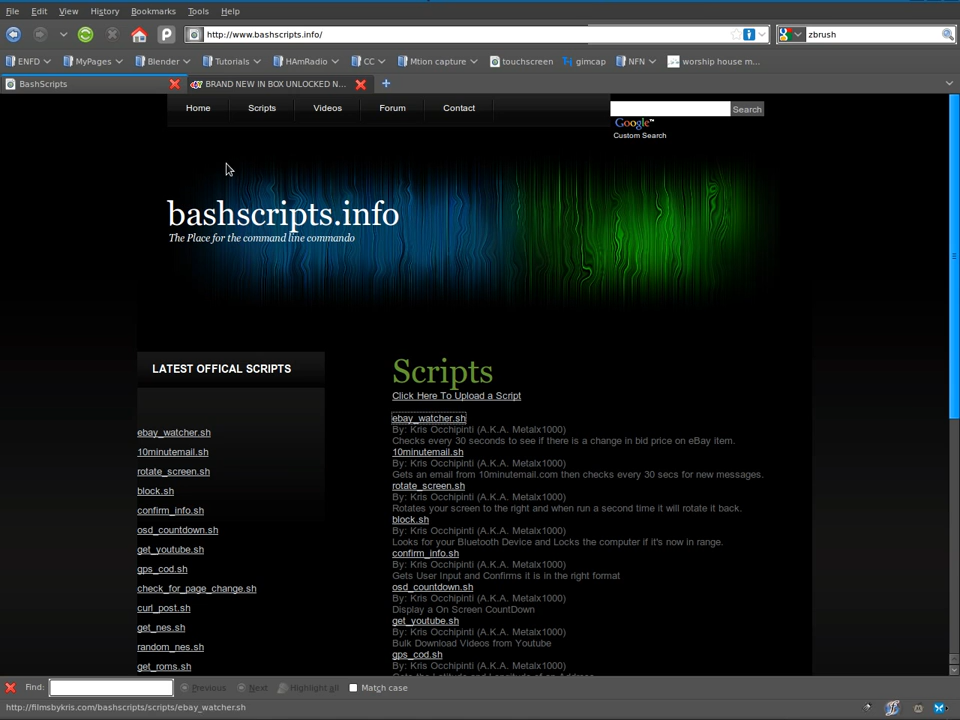 File Edit View History Bookmarks Tools Help
http://www.bashscripts.info/
zbrush
ENFD MyPages Blender Tutorials HAmRadio CC Mtion capture touchscreen gimcap NFN worship house m...
BashScripts
BRAND NEW IN BOX UNLOCKED N...
Home Scripts Videos Forum Contact
Search
Google™
Custom Search
bashscripts.info
The Place for the command line commando
LATEST OFFICAL SCRIPTS
ebay_watcher.sh
10minutemail.sh
rotate_screen.sh
block.sh
confirm_info.sh
osd_countdown.sh
get_youtube.sh
gps_cod.sh
check_for_page_change.sh
curl_post.sh
get_nes.sh
random_nes.sh
get_roms.sh
Scripts
Click Here To Upload a Script
ebay_watcher.sh
By: Kris Occhipinti (A.K.A. Metalx1000)
Checks every 30 seconds to see if there is a change in bid price on eBay item.
10minutemail.sh
By: Kris Occhipinti (A.K.A. Metalx1000)
Gets an email from 10minutemail.com then checks every 30 secs for new messages.
rotate_screen.sh
By: Kris Occhipinti (A.K.A. Metalx1000)
Rotates your screen to the right and when run a second time it will rotate it back.
block.sh
By: Kris Occhipinti (A.K.A. Metalx1000)
Looks for your Bluetooth Device and Locks the computer if it's now in range.
confirm_info.sh
By: Kris Occhipinti (A.K.A. Metalx1000)
Gets User Input and Confirms it is in the right format
osd_countdown.sh
By: Kris Occhipinti (A.K.A. Metalx1000)
Display a On Screen CountDown
get_youtube.sh
By: Kris Occhipinti (A.K.A. Metalx1000)
Bulk Download Videos from Youtube
gps_cod.sh
By: Kris Occhipinti (A.K.A. Metalx1000)
Find: Previous Next Highlight all Match case
http://filmsbykris.com/bashscripts/scripts/ebay_watcher.sh